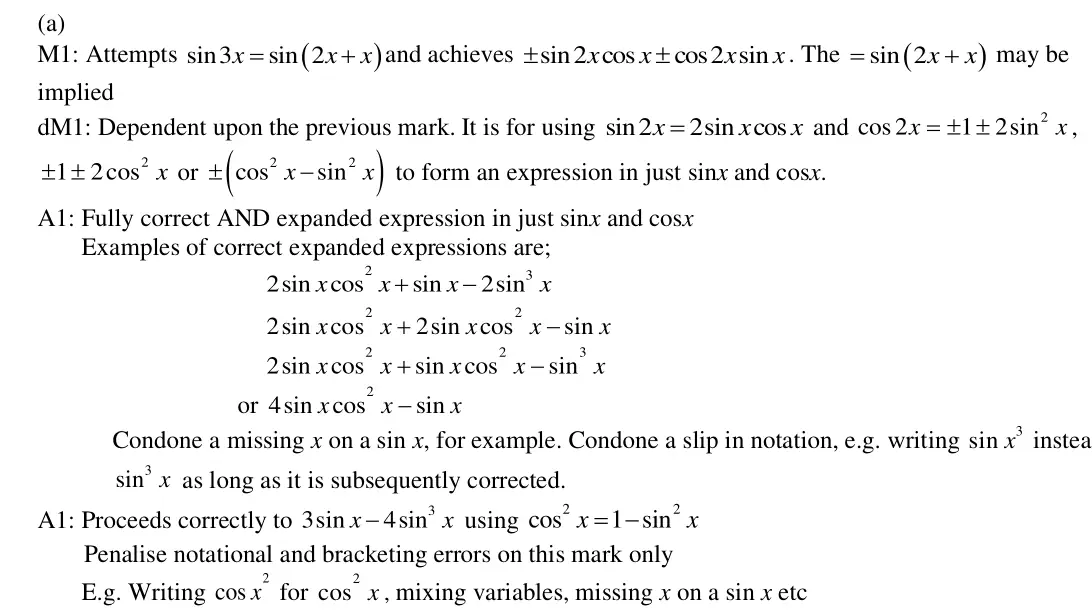 (a)
M1: Attempts sin 3x = sin(2x + x) and achieves ±sin 2x cos x ± cos 2x sin x. The = sin(2x + x) may be
implied
dM1: Dependent upon the previous mark. It is for using sin 2x = 2sin x cos x and cos 2x = ±1 ± 2sin² x,
±1 ± 2cos² x or ±(cos² x − sin² x) to form an expression in just sinx and cosx.
A1: Fully correct AND expanded expression in just sinx and cosx
Examples of correct expanded expressions are;
2sin x cos² x + sin x − 2sin³ x
2sin x cos² x + 2sin x cos² x − sin x
2sin x cos² x + sin x cos² x − sin³ x
or 4sin x cos² x − sin x
Condone a missing x on a sin x, for example. Condone a slip in notation, e.g. writing sin x³ instea
sin³ x as long as it is subsequently corrected.
A1: Proceeds correctly to 3sin x − 4sin³ x using cos² x = 1 − sin² x
Penalise notational and bracketing errors on this mark only
E.g. Writing cos x² for cos² x, mixing variables, missing x on a sin x etc